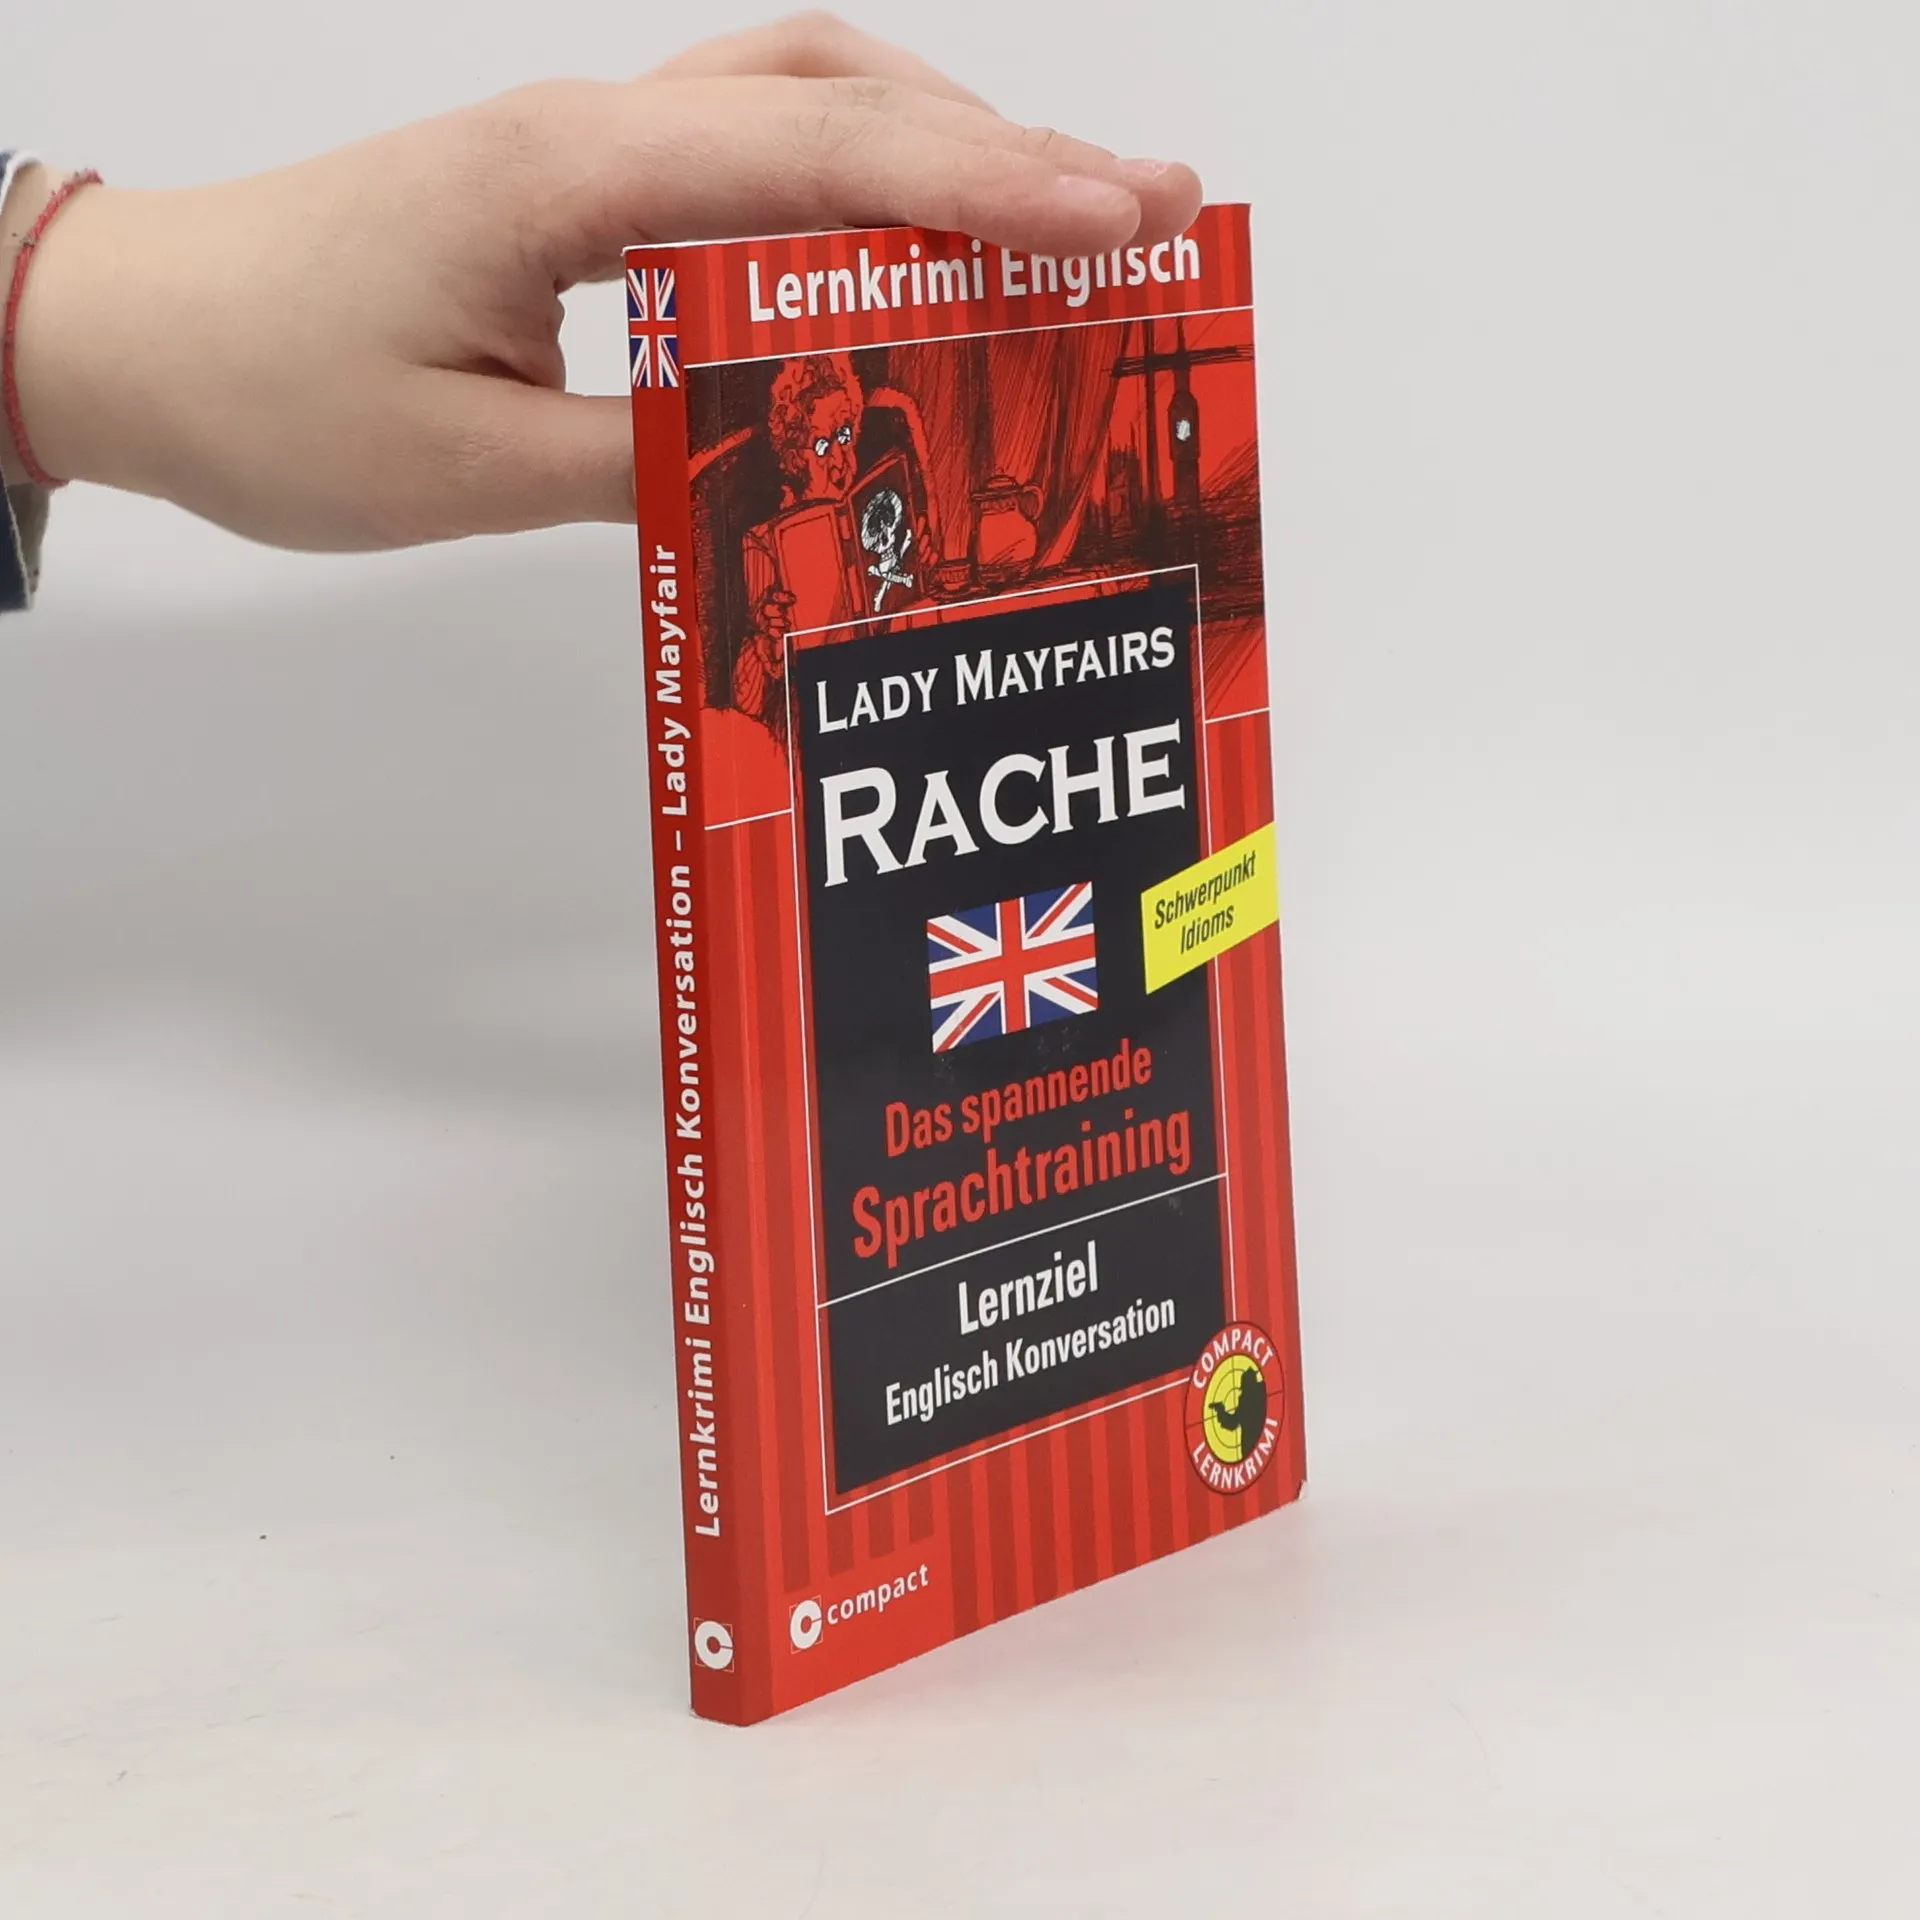 Lernkrimi Englisch
LADY MAYFAIRS
RACHE
Schwerpunkt
Idioms
Das spannende
Sprachtraining
Lernziel
Englisch Konversation
COMPACT
LERNKRIMI
compact
Lernkrimi Englisch Konversation – Lady Mayfair